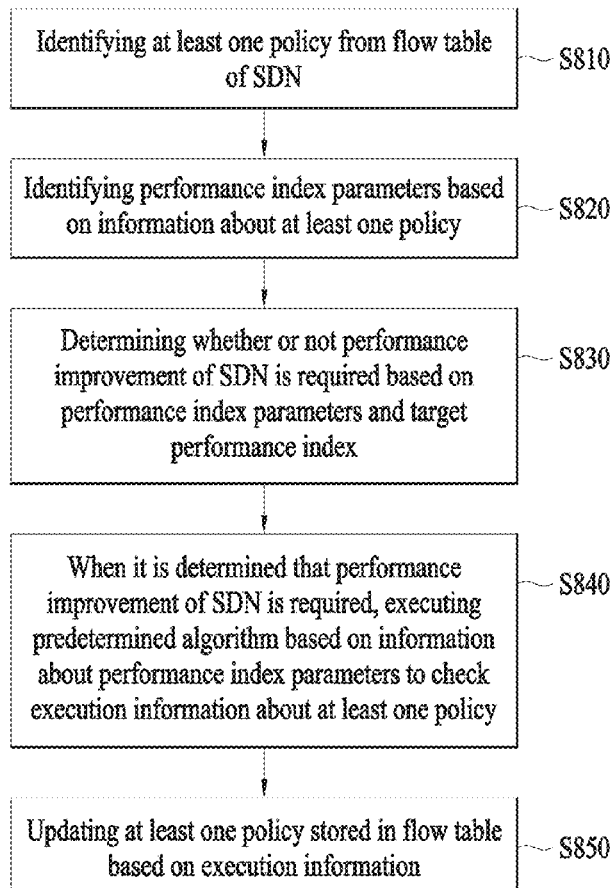 Identifying at least one policy from flow table
of SDN
S810
Identifying performance index parameters based
on information about at least one policy
S820
Determining whether or not performance
improvement of SDN is required based on
performance index parameters and target
performance index
S830
When it is determined that performance
improvement of SDN is required, executing
predetermined algorithm based on information
about performance index parameters to check
execution information about at least one policy
S840
Updating at least one policy stored in flow table
based on execution information
S850